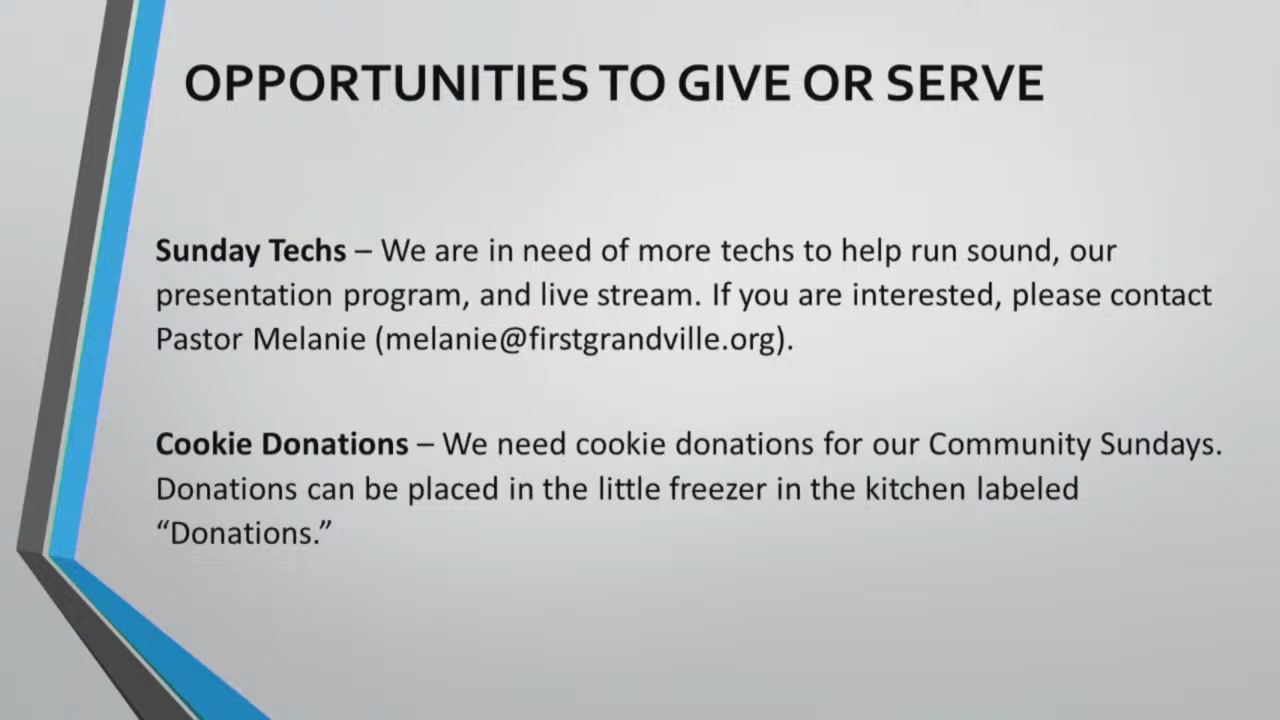 OPPORTUNITIES TO GIVE OR SERVE
Sunday Techs – We are in need of more techs to help run sound, our
presentation program, and live stream. If you are interested, please contact
Pastor Melanie (melanie@firstgrandville.org).
Cookie Donations – We need cookie donations for our Community Sundays.
Donations can be placed in the little freezer in the kitchen labeled
“Donations.”